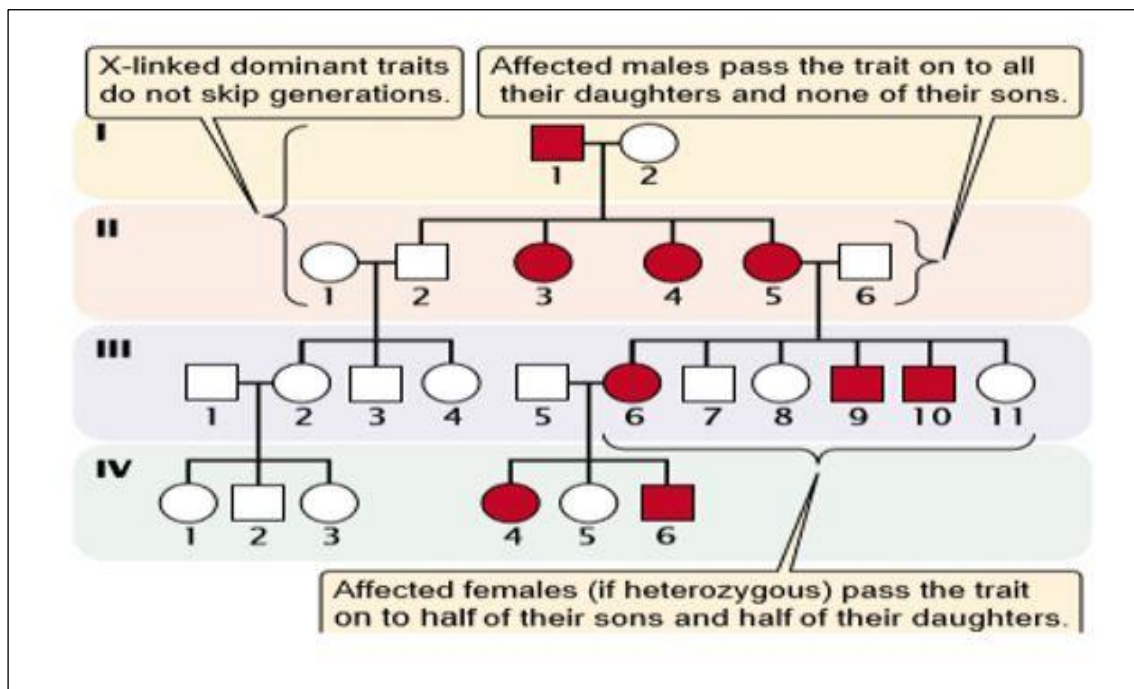 X-linked dominant traits
do not skip generations.
Affected males pass the trait on to all
their daughters and none of their sons.
I
1 2
II
1 2 3 4 5 6
III
1 2 3 4 5 6 7 8 9 10 11
IV
1 2 3 4 5 6
Affected females (if heterozygous) pass the trait
on to half of their sons and half of their daughters.